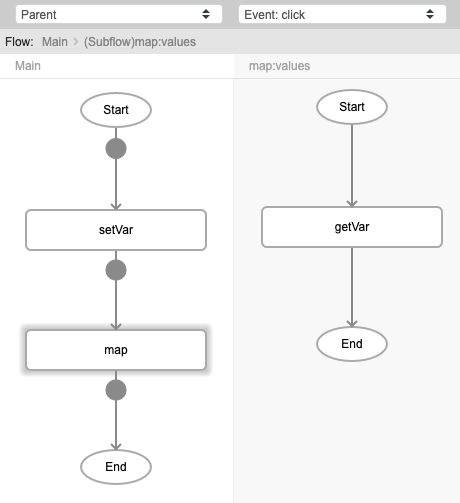 Parent
Event: click
Flow: Main > (Subflow)map:values
Main
map:values
Start
setVar
map
End
Start
getVar
End